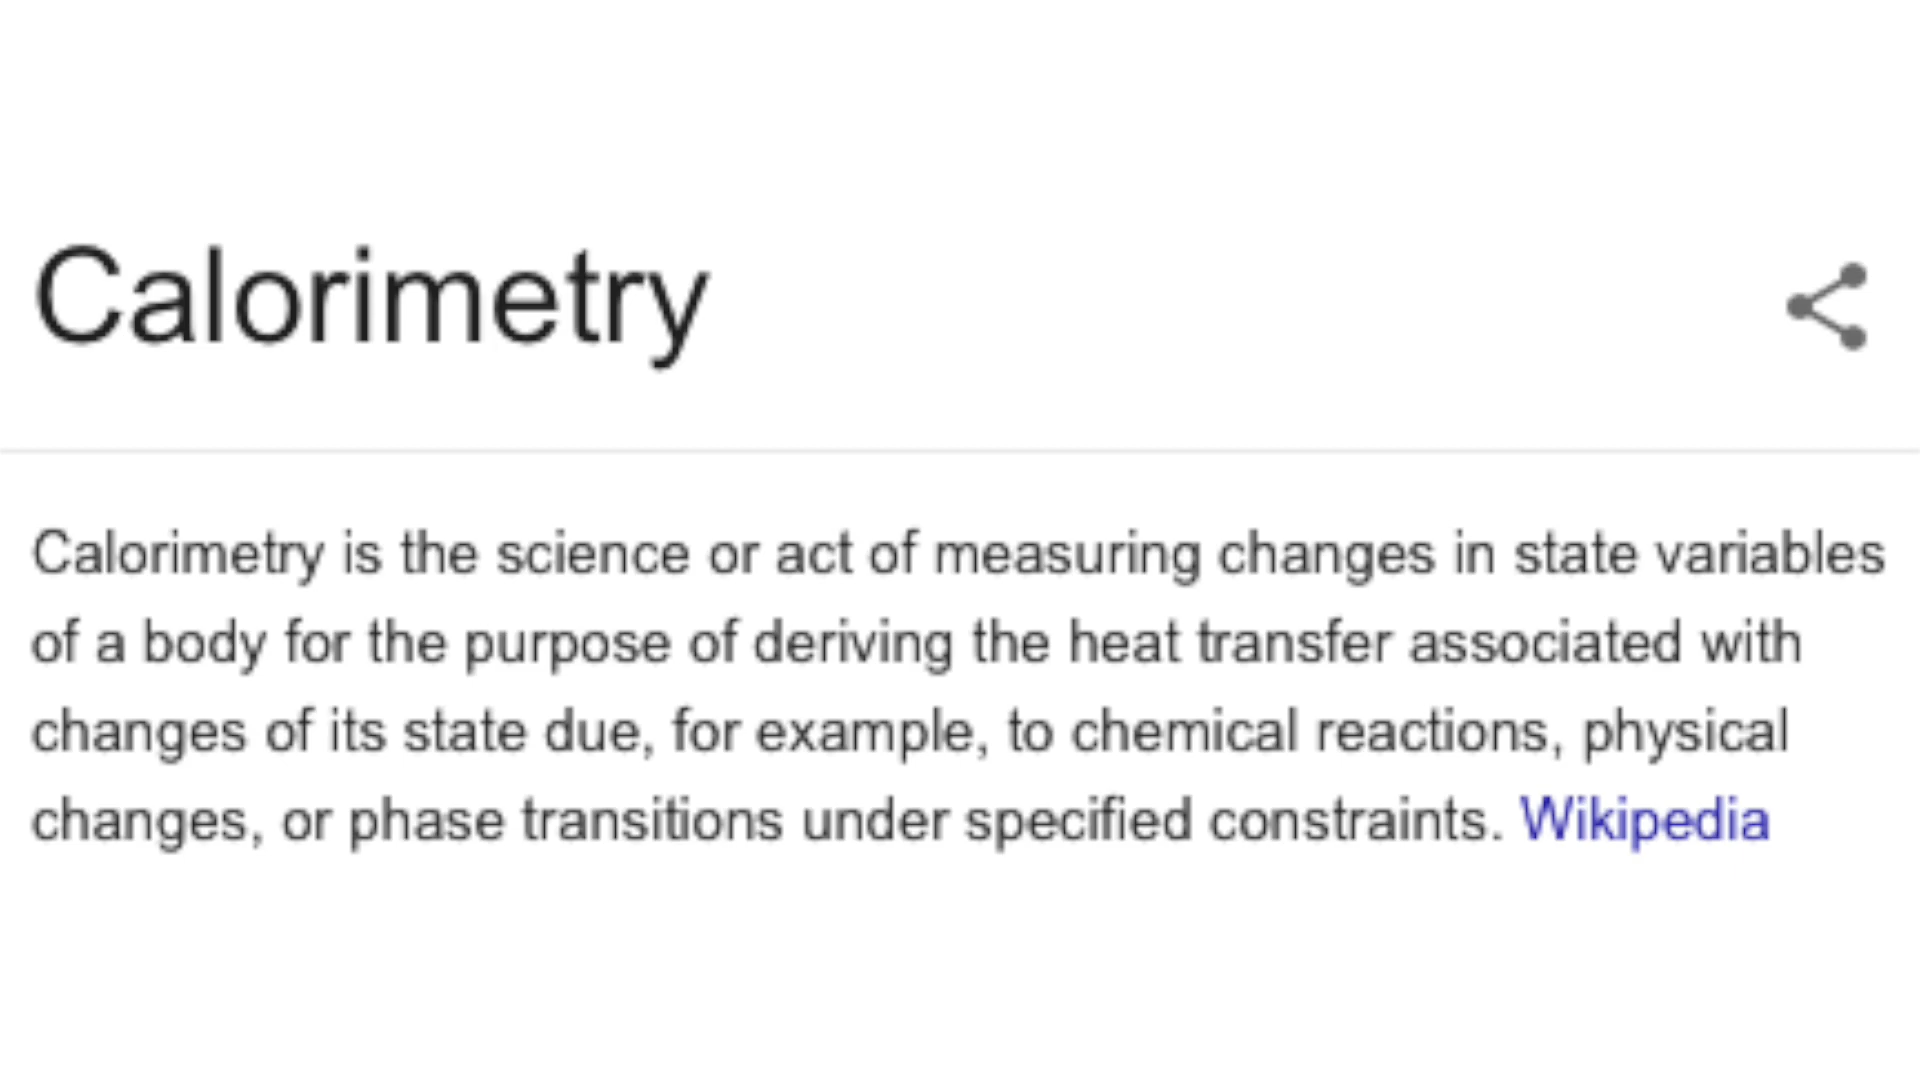 Calorimetry
Calorimetry is the science or act of measuring changes in state variables
of a body for the purpose of deriving the heat transfer associated with
changes of its state due, for example, to chemical reactions, physical
changes, or phase transitions under specified constraints. Wikipedia